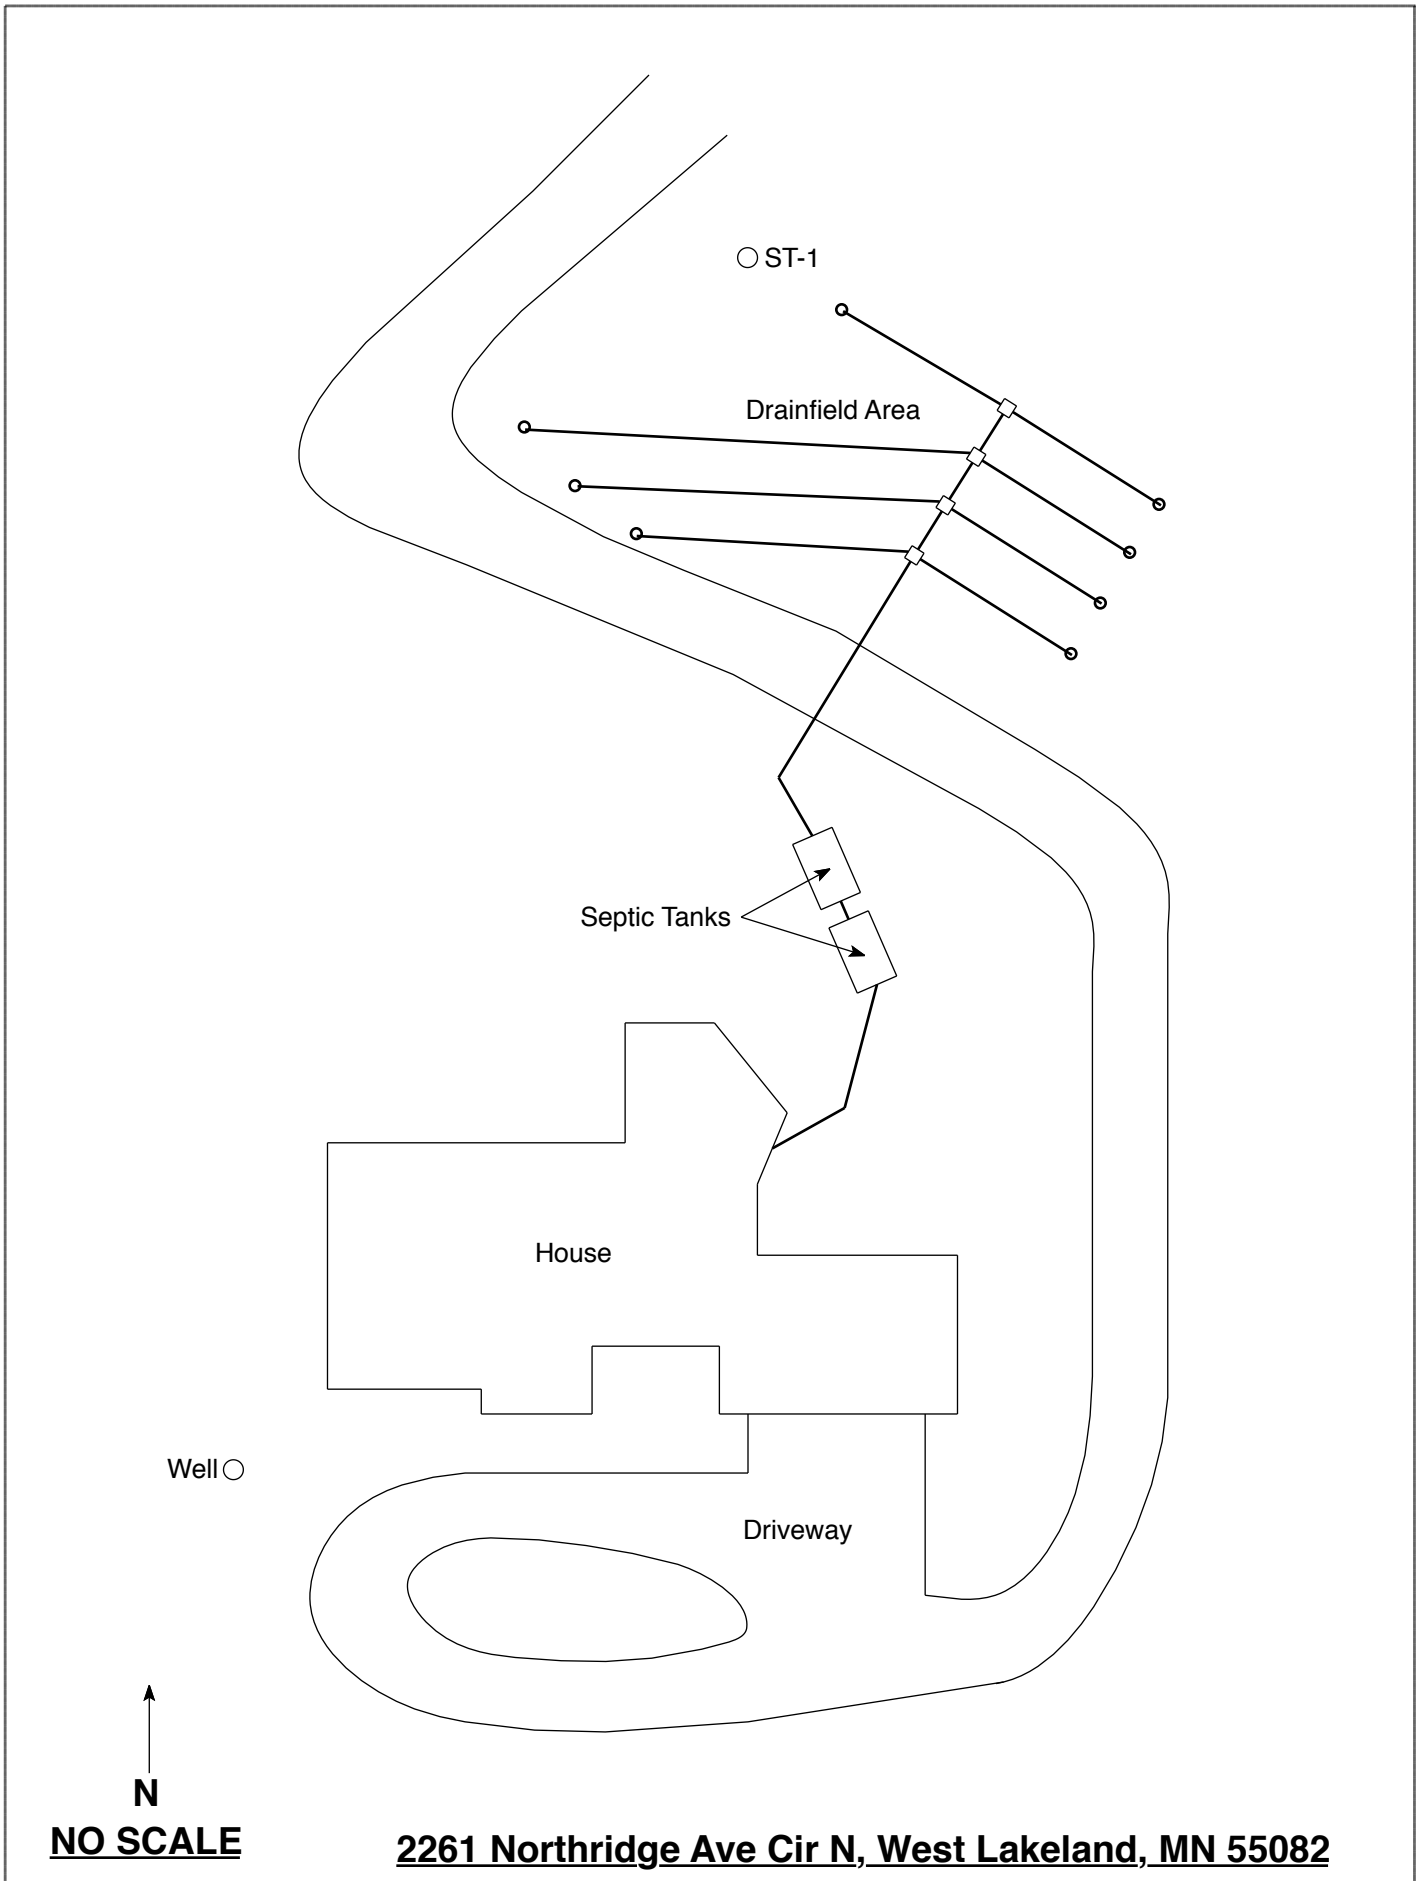 ST-1
Drainfield Area
Septic Tanks
House
Well
Driveway
N
NO SCALE
2261 Northridge Ave Cir N, West Lakeland, MN 55082